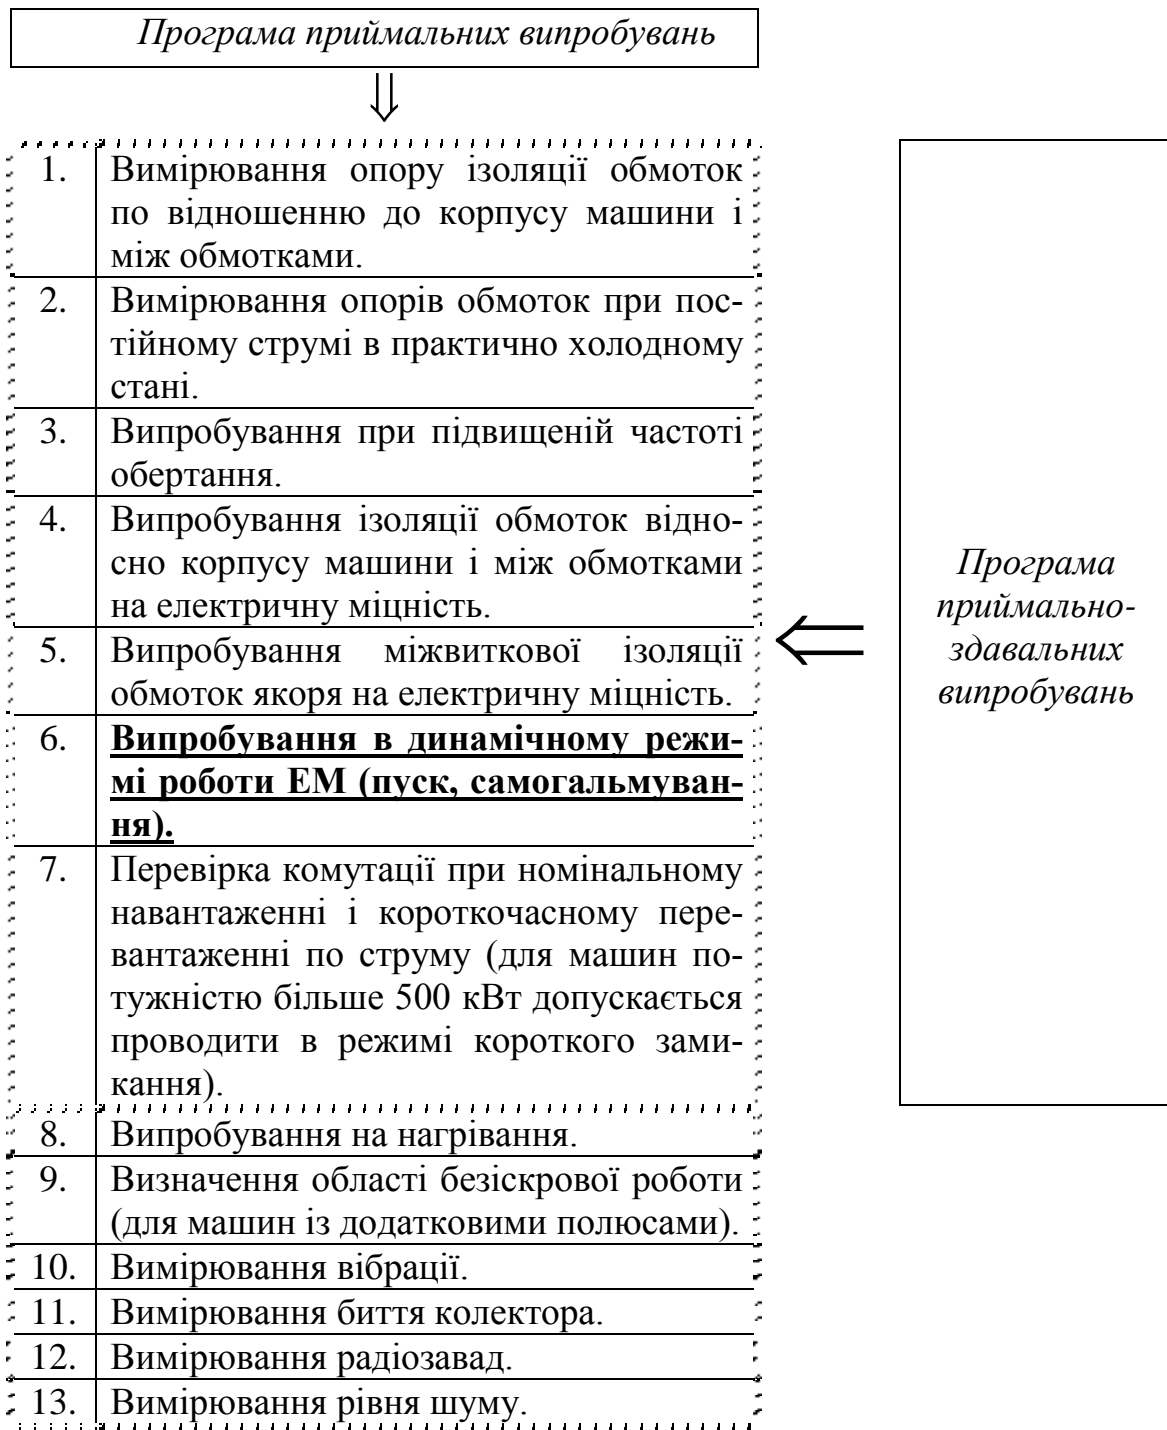 Програма приймальних випробувань
1. Вимірювання опору ізоляції обмоток
по відношенню до корпусу машини і
між обмотками.
2. Вимірювання опорів обмоток при пос-
тійному струмі в практично холодному
стані.
3. Випробування при підвищеній частоті
обертання.
4. Випробування ізоляції обмоток відно-
сно корпусу машини і між обмотками
на електричну міцність.
5. Випробування міжвиткової ізоляції
обмоток якоря на електричну міцність.
6. Випробування в динамічному режи-
мі роботи ЕМ (пуск, самогальмуван-
ня).
7. Перевірка комутації при номінальному
навантаженні і короткочасному пере-
вантаженні по струму (для машин по-
тужністю більше 500 кВт допускається
проводити в режимі короткого зами-
кання).
8. Випробування на нагрівання.
9. Визначення області безіскрової роботи
(для машин із додатковими полюсами).
10. Вимірювання вібрації.
11. Вимірювання биття колектора.
12. Вимірювання радіозавад.
13. Вимірювання рівня шуму.
Програма
приймально-
здавальних
випробувань